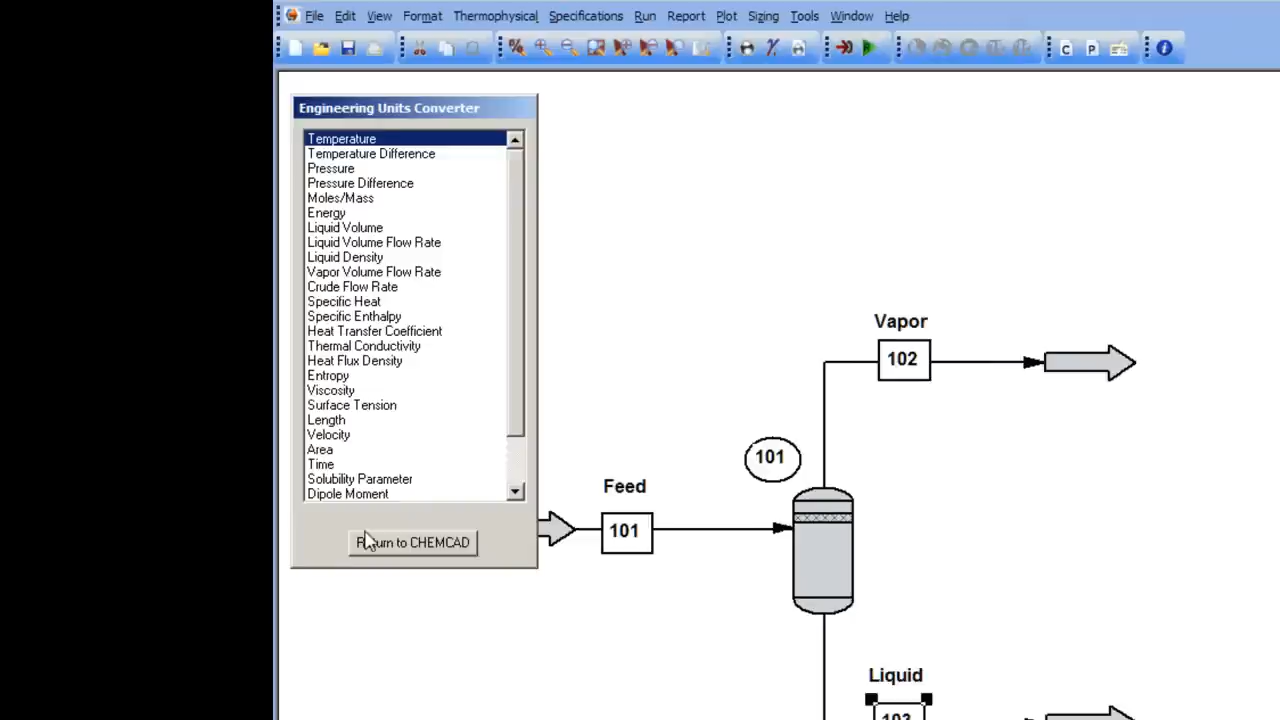 File Edit View Format Thermophysical Specifications Run Report Plot Sizing Tools Window Help
C P
Engineering Units Converter
Temperature
Temperature Difference
Pressure
Pressure Difference
Moles/Mass
Energy
Liquid Volume
Liquid Volume Flow Rate
Liquid Density
Vapor Volume Flow Rate
Crude Flow Rate
Specific Heat
Specific Enthalpy
Heat Transfer Coefficient
Thermal Conductivity
Heat Flux Density
Entropy
Viscosity
Surface Tension
Length
Velocity
Area
Time
Solubility Parameter
Dipole Moment
Return to CHEMCAD
Vapor
102
101
Feed
101
Liquid
103